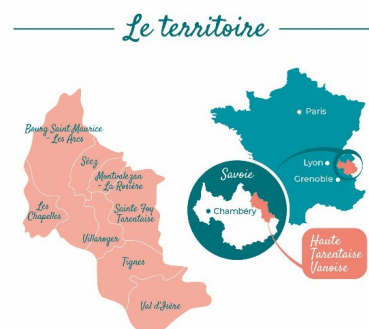 Le territoire
Bourg Saint Maurice
- Les Arcs
Séez
Montvalezan
- La Rosière
Les
Chapelles
Sainte Foy
Tarentaise
Villaroger
Tignes
Val d'Isère
Paris
Lyon
Grenoble
Savoie
Chambéry
Haute
Tarentaise
Vanoise